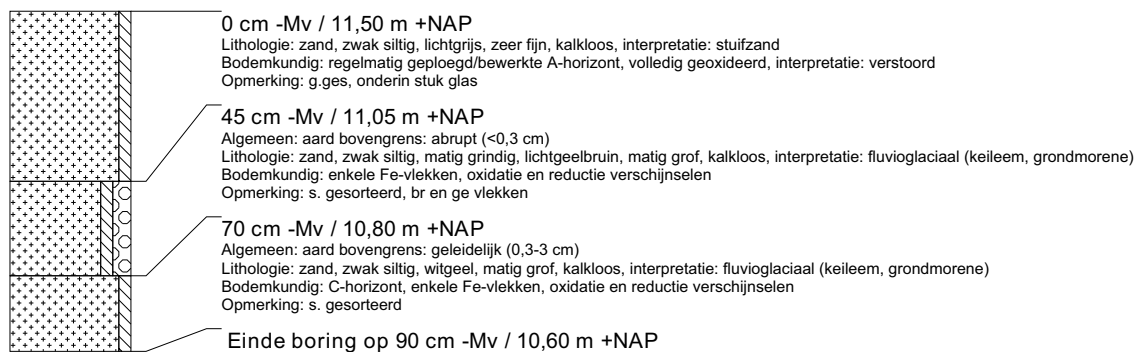 0 cm -Mv / 11,50 m +NAP
Lithologie: zand, zwak siltig, lichtgrijs, zeer fijn, kalkloos, interpretatie: stuifzand
Bodemkundig: regelmatig geploegd/bewerkte A-horizont, volledig geoxideerd, interpretatie: verstoord
Opmerking: g.ges, onderin stuk glas
45 cm -Mv / 11,05 m +NAP
Algemeen: aard bovengrens: abrupt (<0,3 cm)
Lithologie: zand, zwak siltig, matig grindig, lichtgeelbruin, matig grof, kalkloos, interpretatie: fluvioglaciaal (keileem, grondmorene)
Bodemkundig: enkele Fe-vlekken, oxidatie en reductie verschijnselen
Opmerking: s. gesorteerd, br en ge vlekken
70 cm -Mv / 10,80 m +NAP
Algemeen: aard bovengrens: geleidelijk (0,3-3 cm)
Lithologie: zand, zwak siltig, witgeel, matig grof, kalkloos, interpretatie: fluvioglaciaal (keileem, grondmorene)
Bodemkundig: C-horizont, enkele Fe-vlekken, oxidatie en reductie verschijnselen
Opmerking: s. gesorteerd
Einde boring op 90 cm -Mv / 10,60 m +NAP